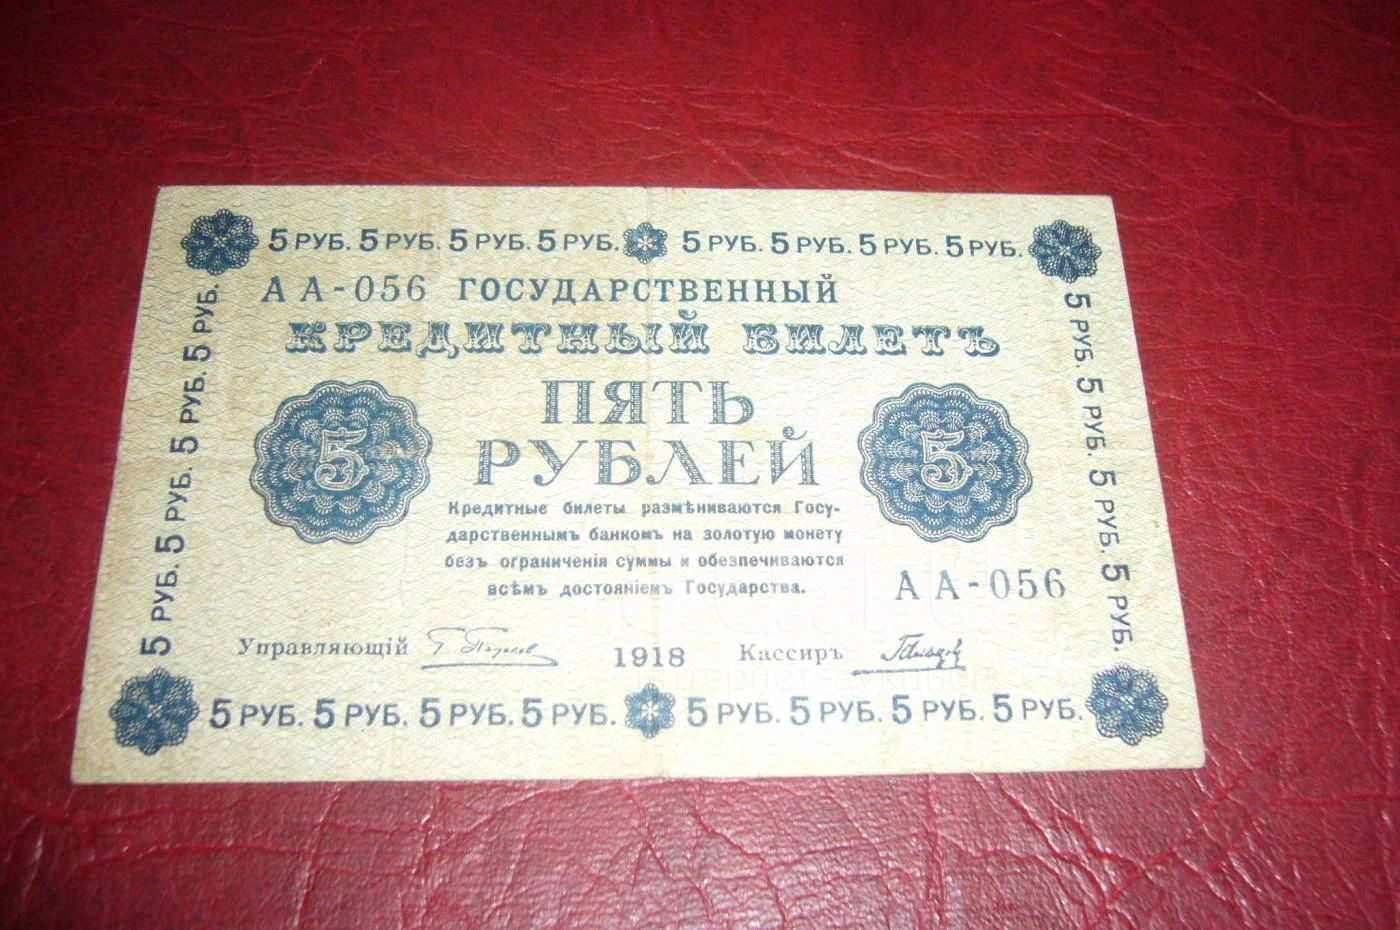 5 РУБ. 5 РУБ. 5 РУБ. 5 РУБ. 5 РУБ. 5 РУБ. 5 РУБ. 5 РУБ.
АА-056 ГОСУДАРСТВЕННЫЙ
КРЕДИТНЫЙ БИЛЕТЪ
ПЯТЬ
РУБЛЕЙ
5
5
Кредитные билеты размѣниваются Госу-
дарственнымъ банкомъ на золотую монету
безъ ограниченія суммы и обезпечиваются
всѣмъ достояніемъ Государства.
АА-056
Управляющій
1918
Кассиръ
5 РУБ. 5 РУБ. 5 РУБ. 5 РУБ. 5 РУБ. 5 РУБ. 5 РУБ. 5 РУБ.
5 РУБ. 5 РУБ. 5 РУБ. 5 РУБ.
5 РУБ. 5 РУБ. 5 РУБ. 5 РУБ.